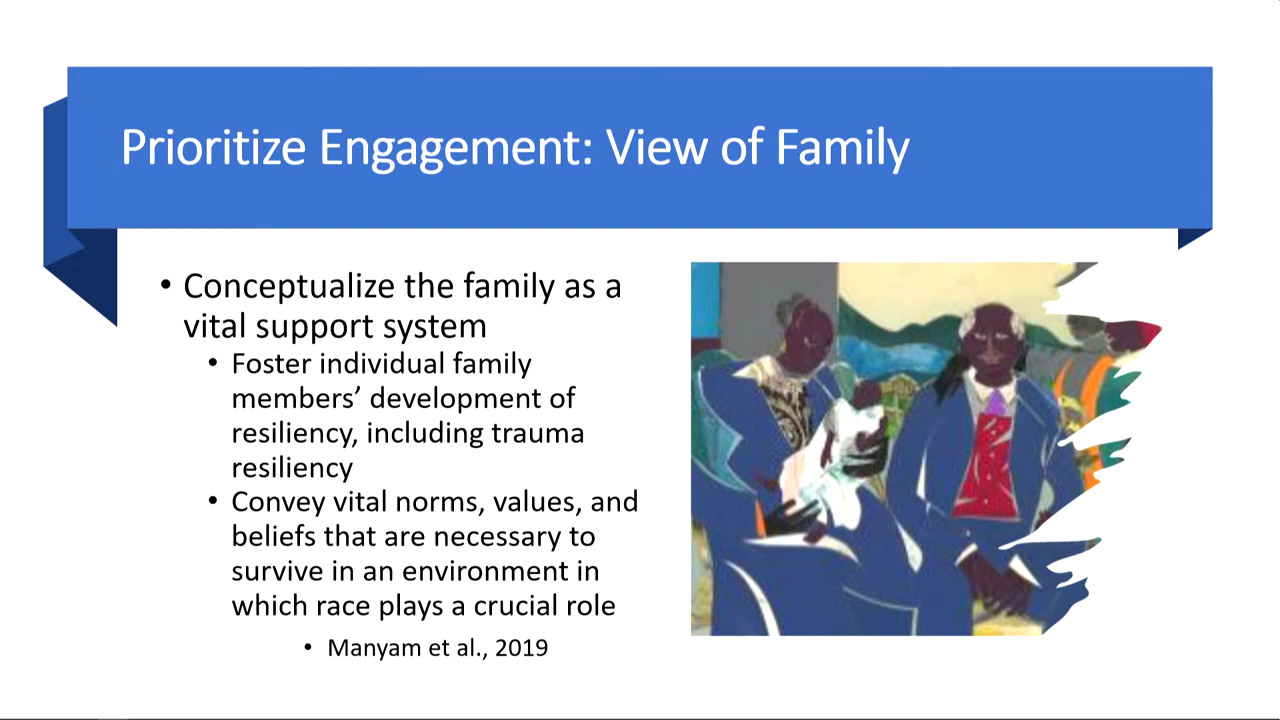 Prioritize Engagement: View of Family
• Conceptualize the family as a
vital support system
• Foster individual family
members’ development of
resiliency, including trauma
resiliency
• Convey vital norms, values, and
beliefs that are necessary to
survive in an environment in
which race plays a crucial role
• Manyam et al., 2019